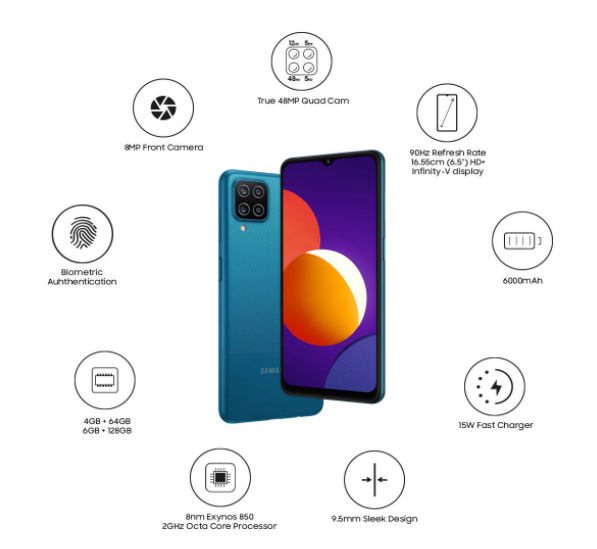 12MP 5MP
48MP 5MP
True 48MP Quad Cam
8MP Front Camera
90Hz Refresh Rate
16.55cm (6.5") HD+
Infinity-V display
Biometric
Auhthentication
6000mAh
SAMS
4GB + 64GB
6GB + 128GB
15W Fast Charger
8nm Exynos 850
2GHz Octa Core Processor
9.5mm Sleek Design